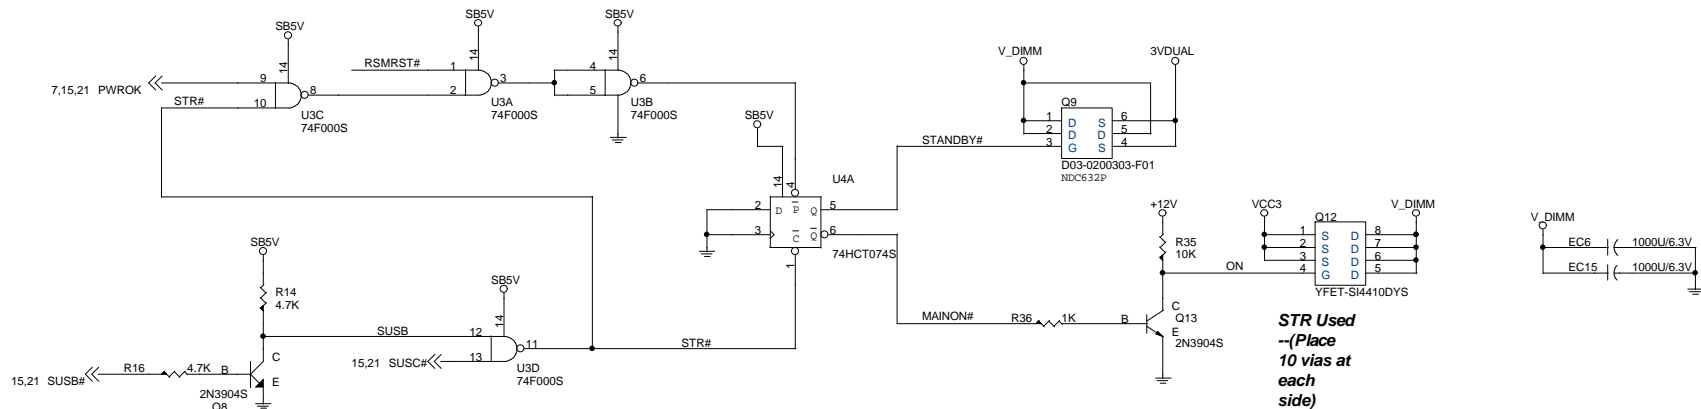 SB5V
SB5V
SB5V
14
14
14
7,15,21 PWROK
9
10
8
STR#
U3C
74F000S
RSMRST#
1
2
3
U3A
74F000S
4
5
6
U3B
74F000S
V_DIMM
3VDUAL
Q9
1
2
3
D
D
G
S
D
S
6
5
4
D03-0200303-F01
NDC632P
STANDBY#
SB5V
14
4
U4A
2
3
D
P
Q
C
Q
5
6
1
74HCT074S
+12V
R35
10K
ON
VCC3
V_DIMM
Q12
1
2
3
4
S
S
S
G
D
D
D
D
8
7
6
5
YFET-SI4410DYS
V_DIMM
EC6
1000U/6.3V
EC15
1000U/6.3V
SB5V
R14
4.7K
SUSB
SB5V
14
12
13
11
15,21 SUSC#
U3D
74F000S
STR#
MAINON#
R36
1K
B
C
E
Q13
2N3904S
STR Used
--(Place
10 vias at
each
side)
15,21 SUSB#
R16
4.7K
B
C
E
2N3904S
Q8